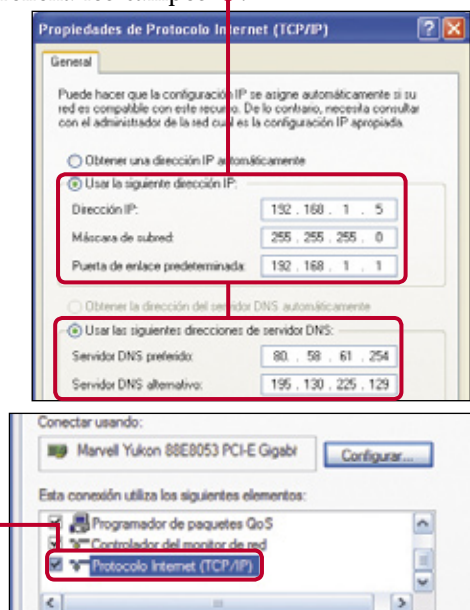 Propiedades de Protocolo Internet (TCP/IP)
General
Puede hacer que la configuración IP se asigne automáticamente si su
red es compatible con este recurso. De lo contrario, necesita consultar
con el administrador de la red cuál es la configuración IP apropiada.
Obtener una dirección IP automáticamente
Usar la siguiente dirección IP:
Dirección IP: 192 . 168 . 1 . 5
Máscara de subred: 255 . 255 . 255 . 0
Puerta de enlace predeterminada: 192 . 168 . 1 . 1
Obtener la dirección del servidor DNS automáticamente
Usar las siguientes direcciones de servidor DNS:
Servidor DNS preferido: 80 . 58 . 61 . 254
Servidor DNS alternativo: 195 . 130 . 225 . 129
Conectar usando:
Marvell Yukon 88E8053 PCI-E Gigabi Configurar...
Esta conexión utiliza los siguientes elementos:
Programador de paquetes QoS
Controlador del monitor de red
Protocolo Internet (TCP/IP)